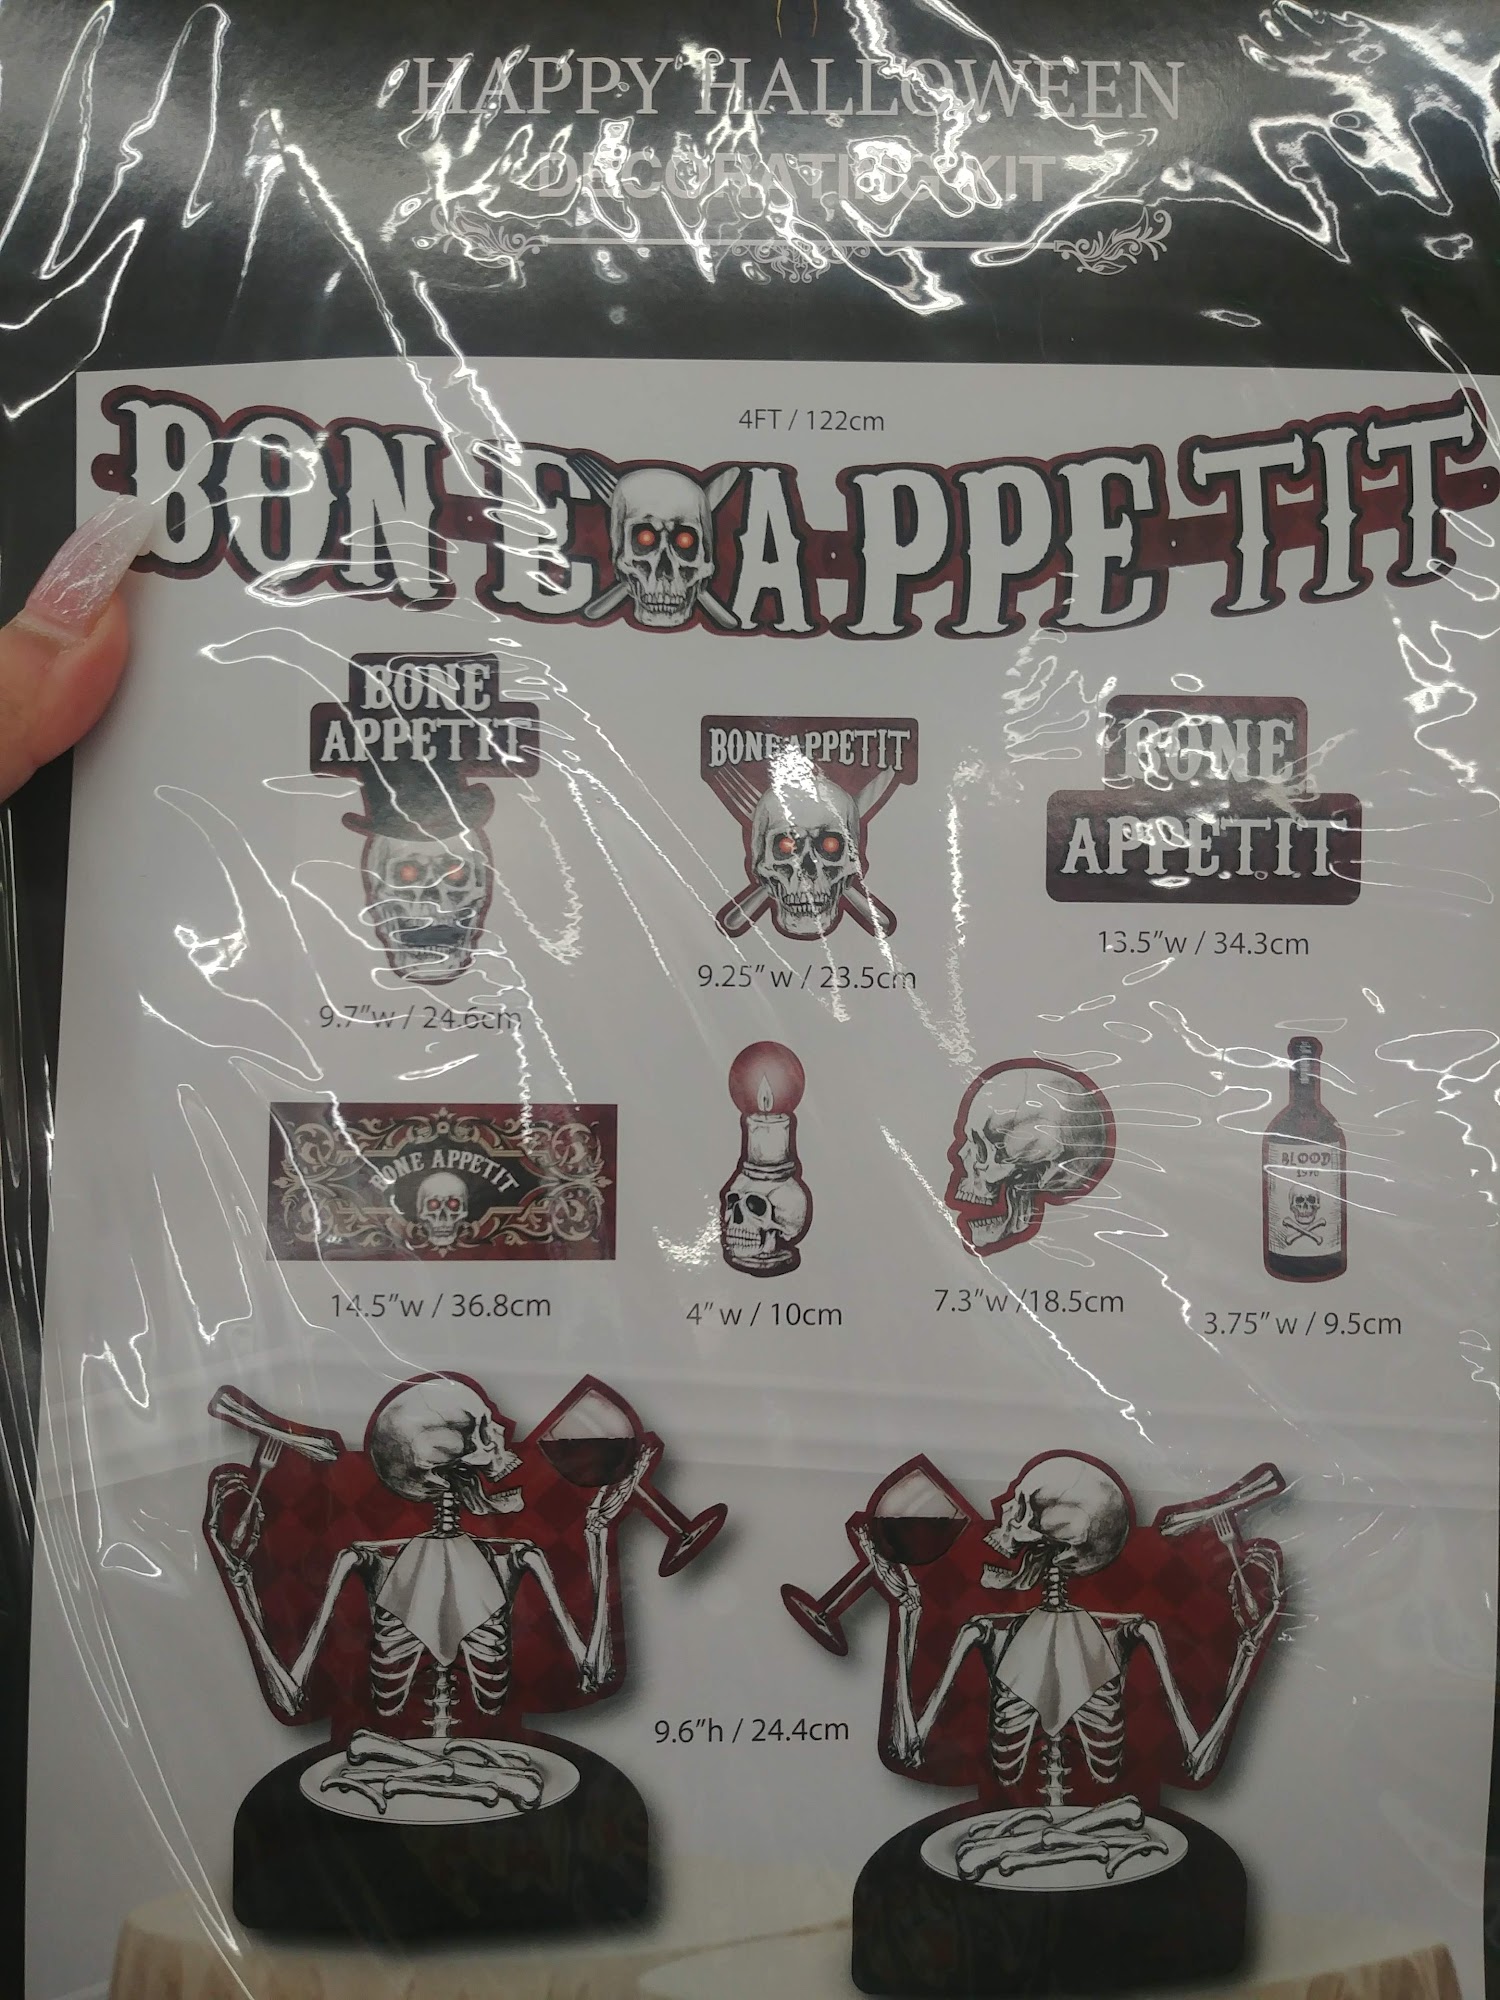 HAPPY HALLOWEEN
DECORATING KIT
4FT / 122cm
BONE APPETIT
BONE
APPETIT
9.7"w / 24.6cm
BONE APPETIT
9.25" w / 23.5cm
BONE
APPETIT
13.5"w / 34.3cm
BONE APPETIT
14.5"w / 36.8cm
4" w / 10cm
7.3"w /18.5cm
BLOOD
3.75" w / 9.5cm
9.6"h / 24.4cm